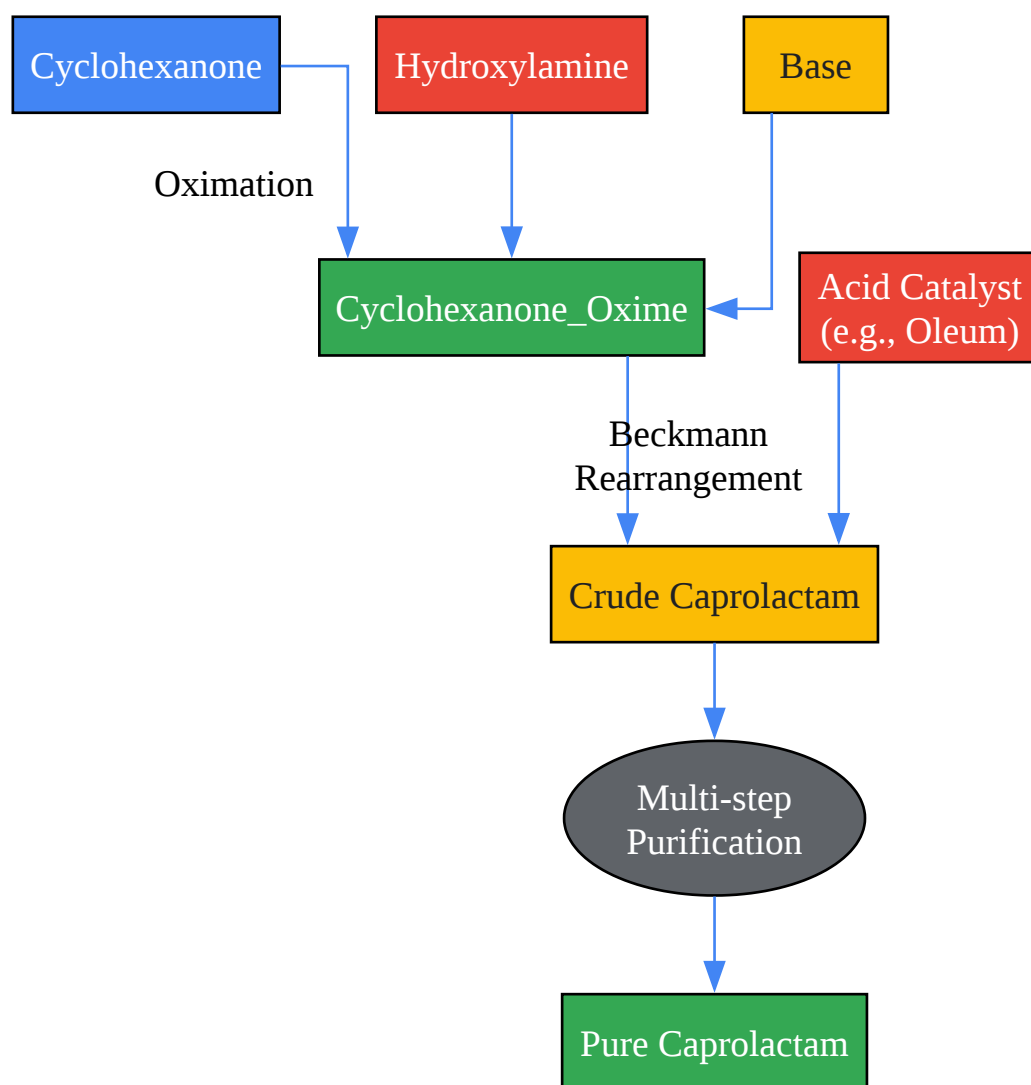 Cyclohexanone
Hydroxylamine
Base
Oximation
Cyclohexanone_Oxime
Acid Catalyst
(e.g., Oleum)
Beckmann
Rearrangement
Crude Caprolactam
Multi-step
Purification
Pure Caprolactam